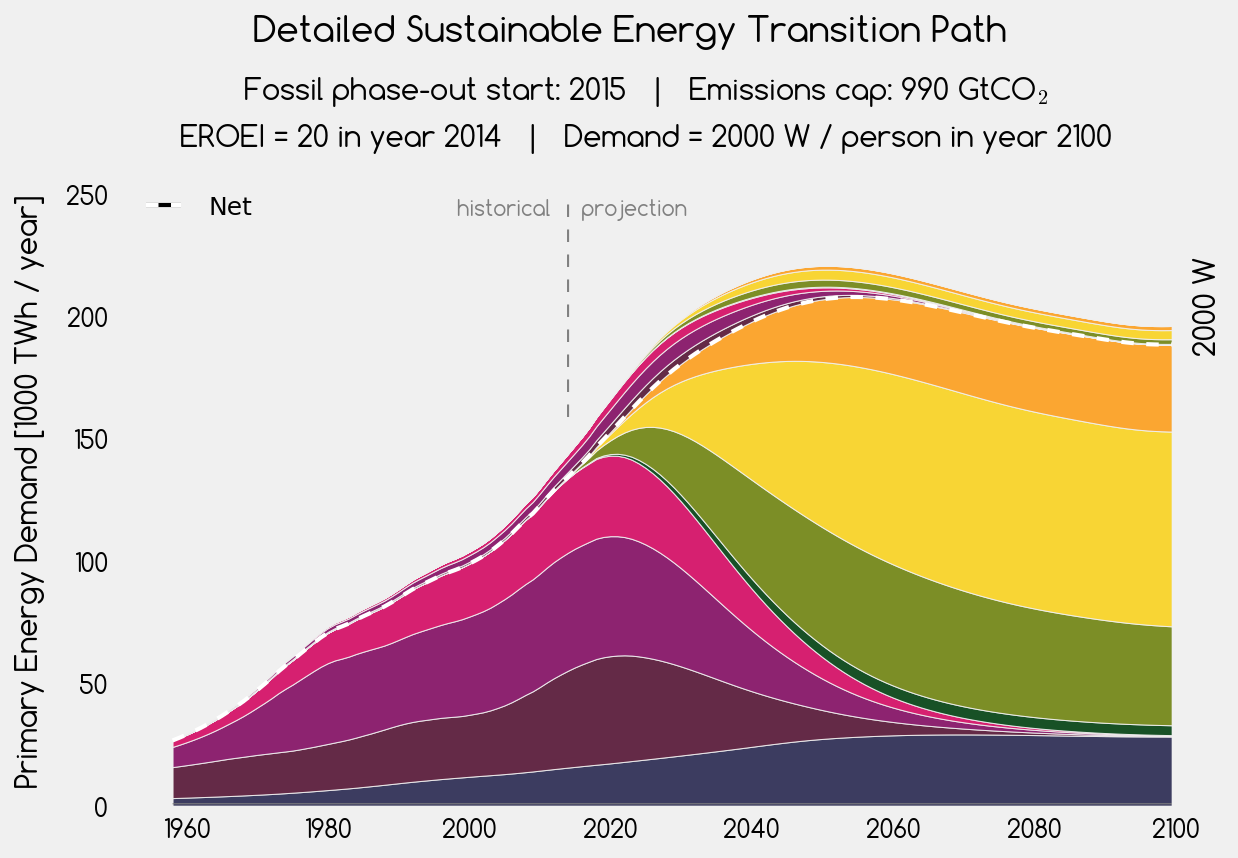 Detailed Sustainable Energy Transition Path
Fossil phase-out start: 2015 | Emissions cap: 990 GtCO₂
EROEI = 20 in year 2014 | Demand = 2000 W / person in year 2100
Primary Energy Demand [1000 TWh / year]
250
200
150
100
50
0
Net
historical
projection
2000 W
1960 1980 2000 2020 2040 2060 2080 2100